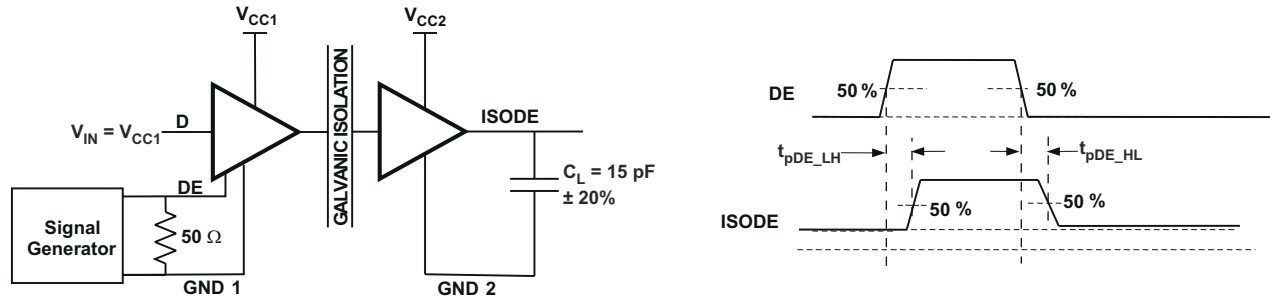 V_CC1
V_CC2
GALVANIC ISOLATION
V_IN = V_CC1
D
DE
Signal
Generator
50 Ω
GND 1
ISODE
C_L = 15 pF
± 20%
GND 2
DE
50 %
50 %
t_pDE_LH
t_pDE_HL
ISODE
50 %
50 %